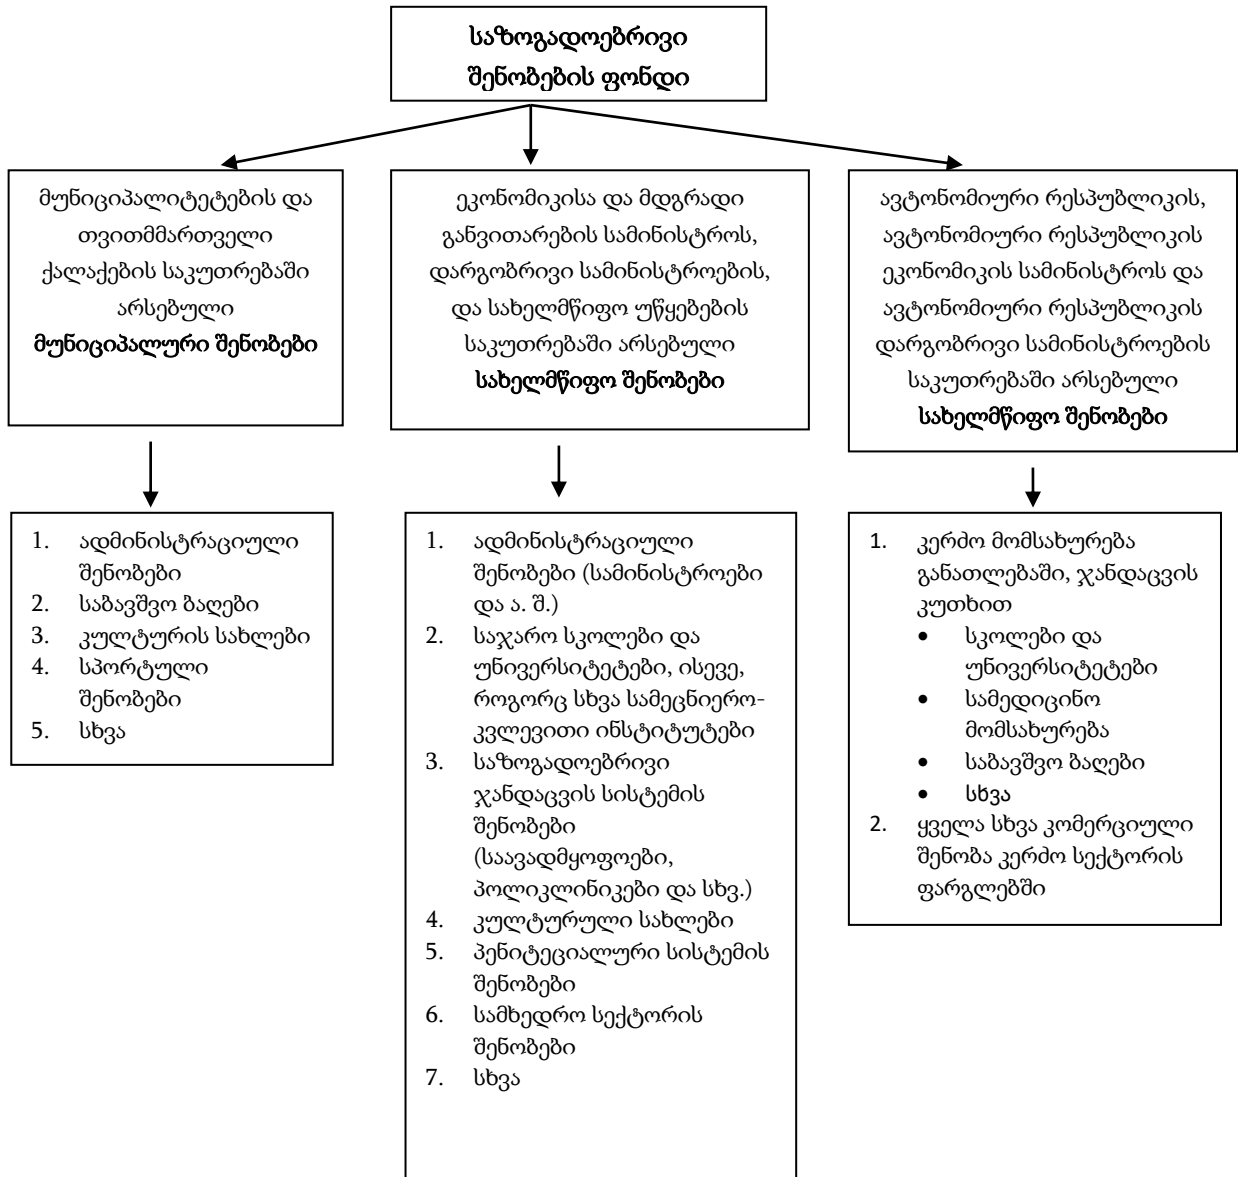 საზოგადოებრივი
შენობების ფონდი
მუნიციპალიტეტების და
თვითმმართველი
ქალაქების საკუთრებაში
არსებული
მუნიციპალური შენობები
ეკონომიკისა და მდგრადი
განვითარების სამინისტროს,
დარგობრივი სამინისტროების,
და სახელმწიფო უწყებების
საკუთრებაში არსებული
სახელმწიფო შენობები
ავტონომიური რესპუბლიკის,
ავტონომიური რესპუბლიკის
ეკონომიკის სამინისტროს და
ავტონომიური რესპუბლიკის
დარგობრივი სამინისტროების
საკუთრებაში არსებული
სახელმწიფო შენობები
1. ადმინისტრაციული
შენობები
2. საბავშვო ბაღები
3. კულტურის სახლები
4. სპორტული
შენობები
5. სხვა
1. ადმინისტრაციული
შენობები (სამინისტროები
და ა. შ.)
2. საჯარო სკოლები და
უნივერსიტეტები, ისევე,
როგორც სხვა სამეცნიერო-
კვლევითი ინსტიტუტები
3. საზოგადოებრივი
ჯანდაცვის სისტემის
შენობები
(საავადმყოფოები,
პოლიკლინიკები და სხვ.)
4. კულტურული სახლები
5. პენიტეციალური სისტემის
შენობები
6. სამხედრო სექტორის
შენობები
7. სხვა
1. კერძო მომსახურება
განათლებაში, ჯანდაცვის
კუთხით
• სკოლები და
უნივერსიტეტები
• სამედიცინო
მომსახურება
• საბავშვო ბაღები
• სხვა
2. ყველა სხვა კომერციული
შენობა კერძო სექტორის
ფარგლებში